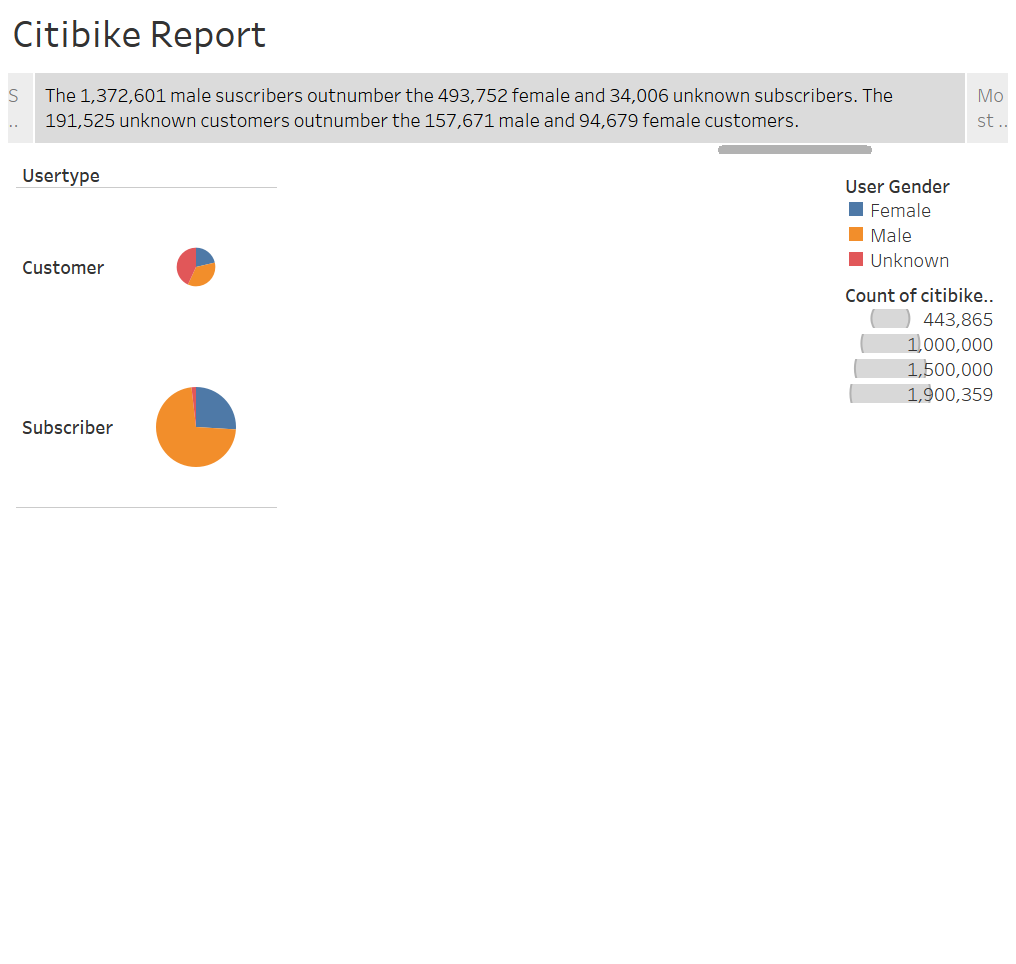 Citibike Report
S
..
The 1,372,601 male suscribers outnumber the 493,752 female and 34,006 unknown subscribers. The
191,525 unknown customers outnumber the 157,671 male and 94,679 female customers.
Mo
st ..
Usertype
Customer
Subscriber
User Gender
Female
Male
Unknown
Count of citibike..
443,865
1,000,000
1,500,000
1,900,359